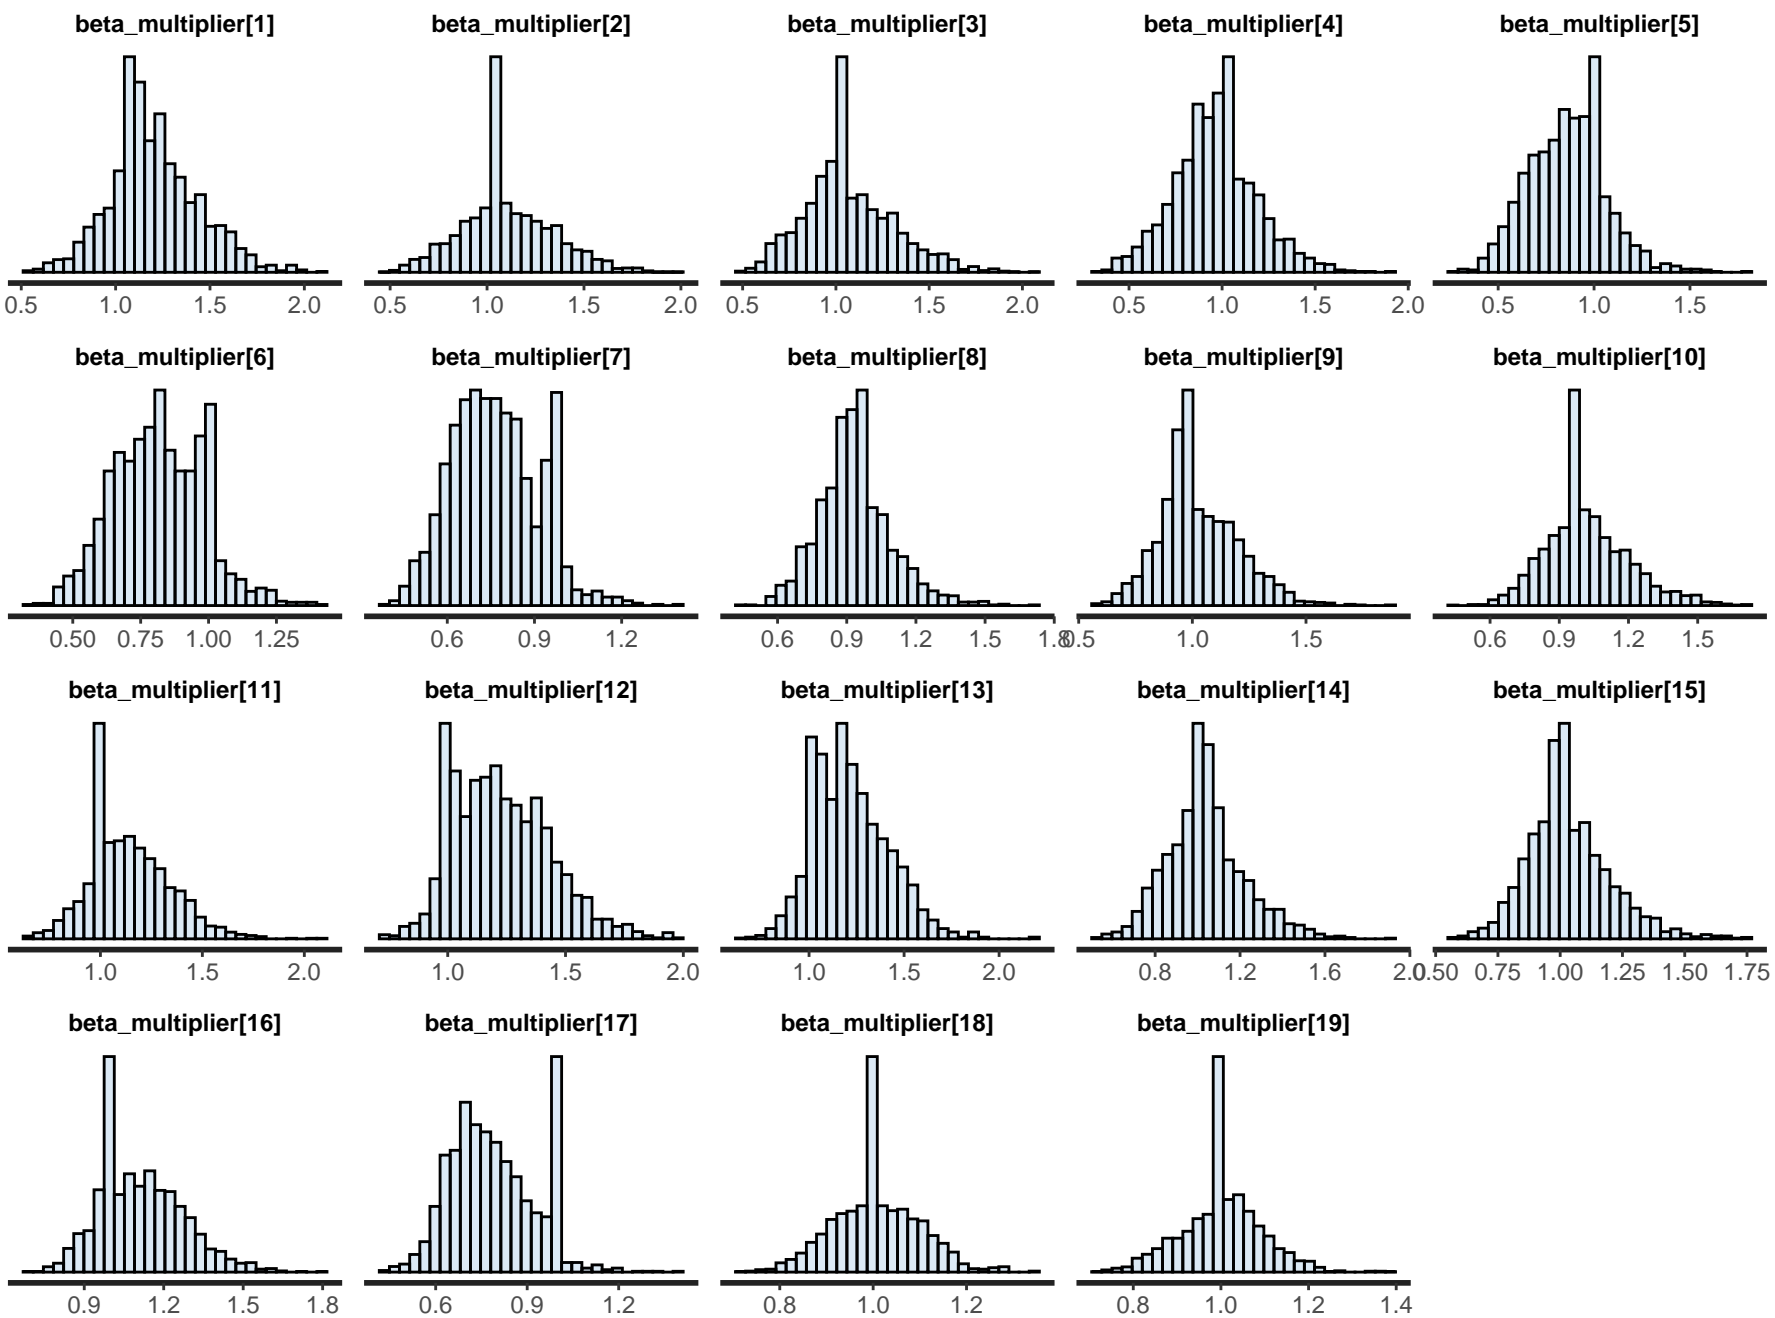 beta_multiplier[1] beta_multiplier[2] beta_multiplier[3] beta_multiplier[4] beta_multiplier[5]
0.5 1.0 1.5 2.0 0.5 1.0 1.5 2.0 0.5 1.0 1.5 2.0 0.5 1.0 1.5 2.0 0.5 1.0 1.5
beta_multiplier[6] beta_multiplier[7] beta_multiplier[8] beta_multiplier[9] beta_multiplier[10]
0.50 0.75 1.00 1.25 0.6 0.9 1.2 0.6 0.9 1.2 1.5 1.8 0.5 1.0 1.5 0.6 0.9 1.2 1.5
beta_multiplier[11] beta_multiplier[12] beta_multiplier[13] beta_multiplier[14] beta_multiplier[15]
1.0 1.5 2.0 1.0 1.5 2.0 1.0 1.5 2.0 0.8 1.2 1.6 2.0 0.50 0.75 1.00 1.25 1.50 1.75
beta_multiplier[16] beta_multiplier[17] beta_multiplier[18] beta_multiplier[19]
0.9 1.2 1.5 1.8 0.6 0.9 1.2 0.8 1.0 1.2 0.8 1.0 1.2 1.4